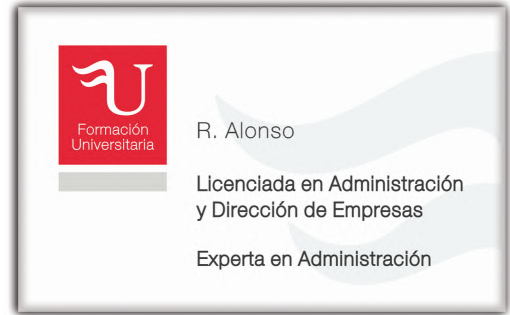 Formación
Universitaria
R. Alonso
Licenciada en Administración
y Dirección de Empresas
Experta en Administración